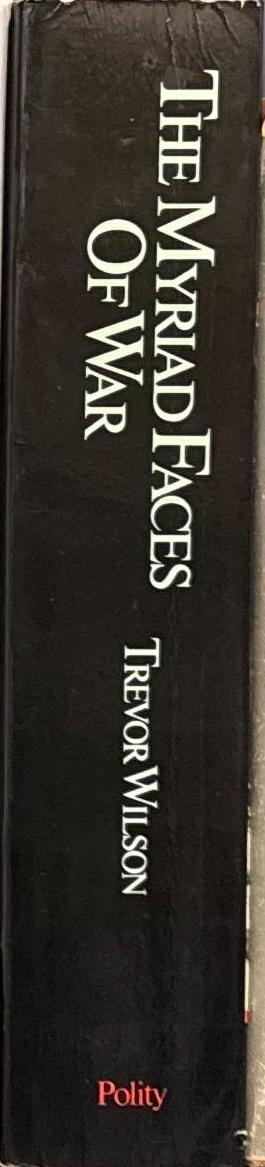 THE MYRIAD FACES
OF WAR
TREVOR WILSON
Polity